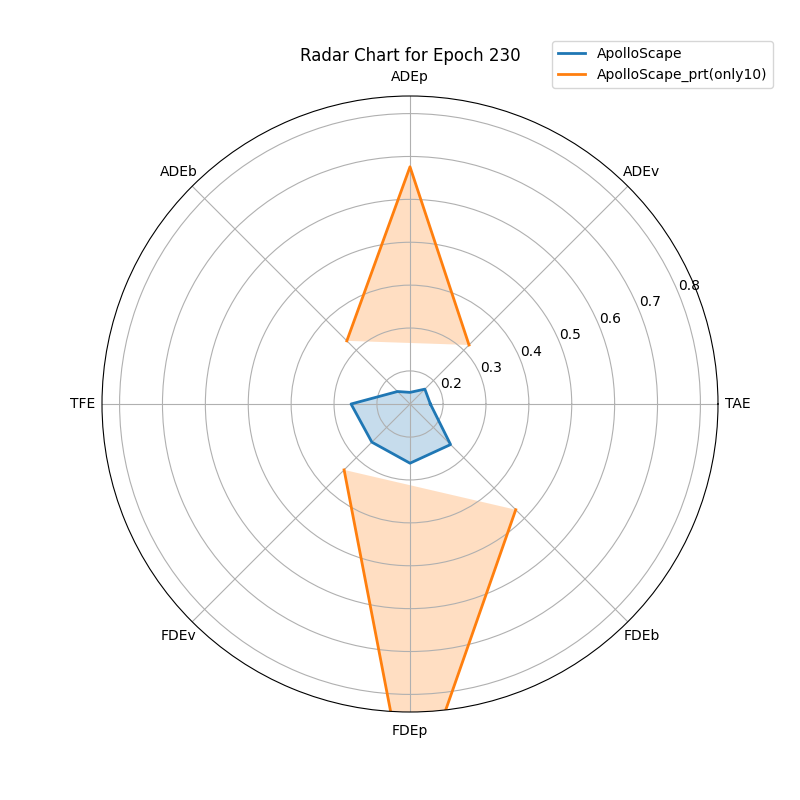 Radar Chart for Epoch 230
ApolloScape
ApolloScape_prt(only10)
ADEp
ADEb
ADEv
0.8
0.7
0.6
0.5
0.4
0.3
0.2
TFE
TAE
FDEv
FDEb
FDEp